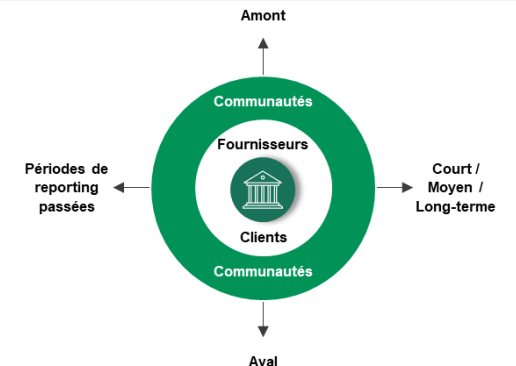 Amont
Communautés
Fournisseurs
Périodes de
reporting
passées
Court /
Moyen /
Long-terme
Clients
Communautés
Aval